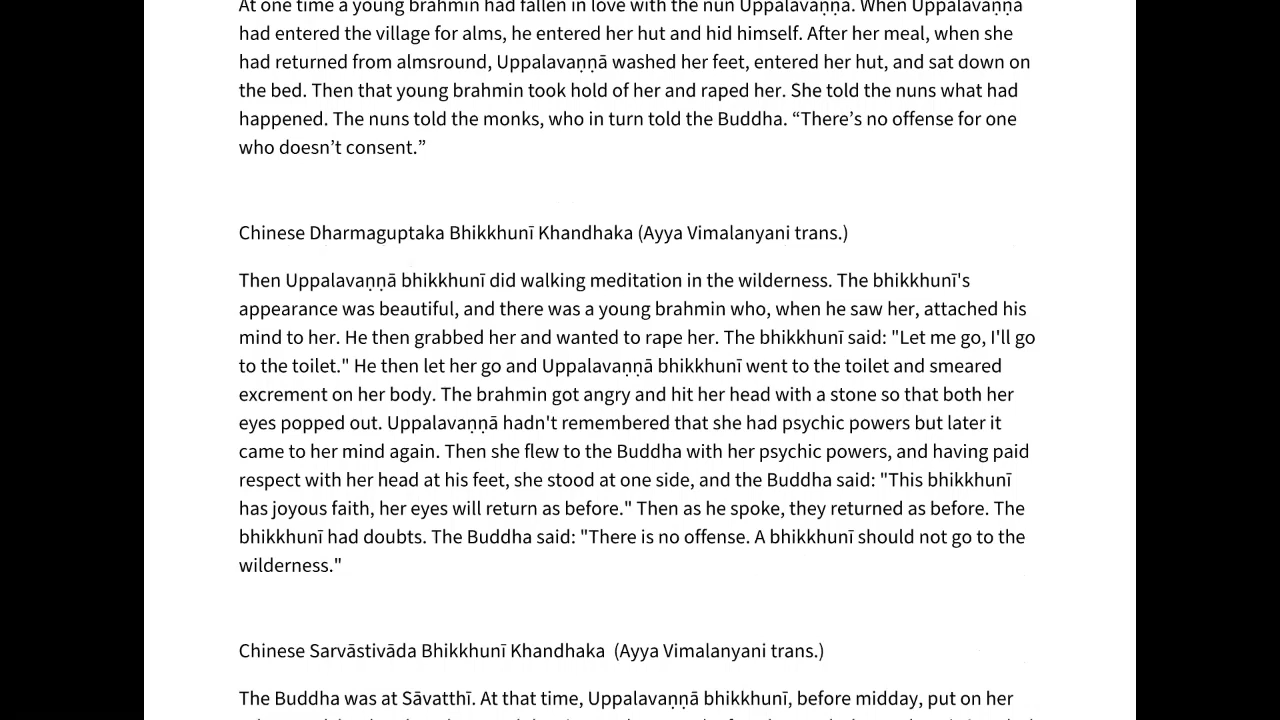 At one time a young brahmin had fallen in love with the nun Uppalavaṇṇā. When Uppalavaṇṇā
had entered the village for alms, he entered her hut and hid himself. After her meal, when she
had returned from almsround, Uppalavaṇṇā washed her feet, entered her hut, and sat down on
the bed. Then that young brahmin took hold of her and raped her. She told the nuns what had
happened. The nuns told the monks, who in turn told the Buddha. “There’s no offense for one
who doesn’t consent.”
Chinese Dharmaguptaka Bhikkhunī Khandhaka (Ayya Vimalanyani trans.)
Then Uppalavaṇṇā bhikkhunī did walking meditation in the wilderness. The bhikkhunī's
appearance was beautiful, and there was a young brahmin who, when he saw her, attached his
mind to her. He then grabbed her and wanted to rape her. The bhikkhunī said: "Let me go, I'll go
to the toilet." He then let her go and Uppalavaṇṇā bhikkhunī went to the toilet and smeared
excrement on her body. The brahmin got angry and hit her head with a stone so that both her
eyes popped out. Uppalavaṇṇā hadn't remembered that she had psychic powers but later it
came to her mind again. Then she flew to the Buddha with her psychic powers, and having paid
respect with her head at his feet, she stood at one side, and the Buddha said: "This bhikkhunī
has joyous faith, her eyes will return as before." Then as he spoke, they returned as before. The
bhikkhunī had doubts. The Buddha said: "There is no offense. A bhikkhunī should not go to the
wilderness."
Chinese Sarvāstivāda Bhikkhunī Khandhaka (Ayya Vimalanyani trans.)
The Buddha was at Sāvatthī. At that time, Uppalavaṇṇā bhikkhunī, before midday, put on her